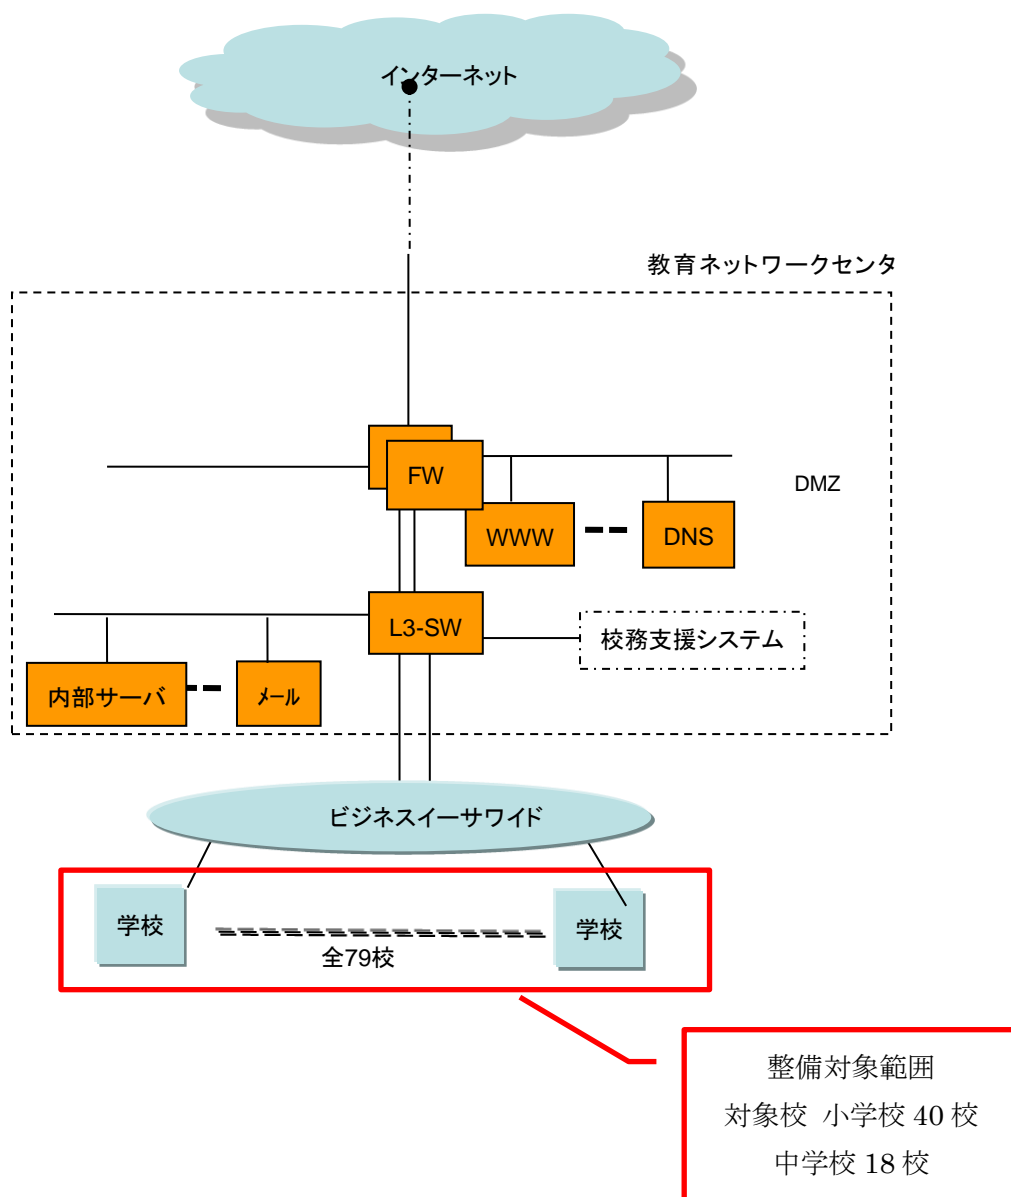 インターネット
教育ネットワークセンタ
FW
DMZ
WWW
DNS
L3-SW
校務支援システム
内部サーバ
メール
ビジネスイーサワイド
学校
学校
全79校
整備対象範囲
対象校 小学校 40 校
中学校 18 校